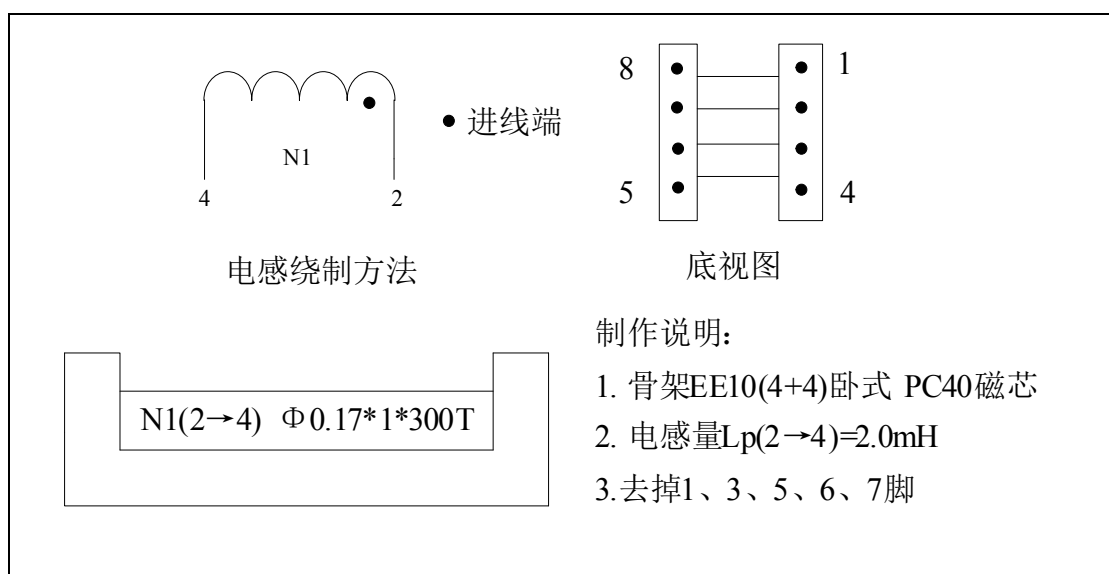 8
1
● 进线端
N1
4
2
5
4
电感绕制方法
底视图
N1(2→4) Φ0.17*1*300T
制作说明:
1. 骨架EE10(4+4)卧式 PC40磁芯
2. 电感量Lp(2→4)=2.0mH
3.去掉1、3、5、6、7脚